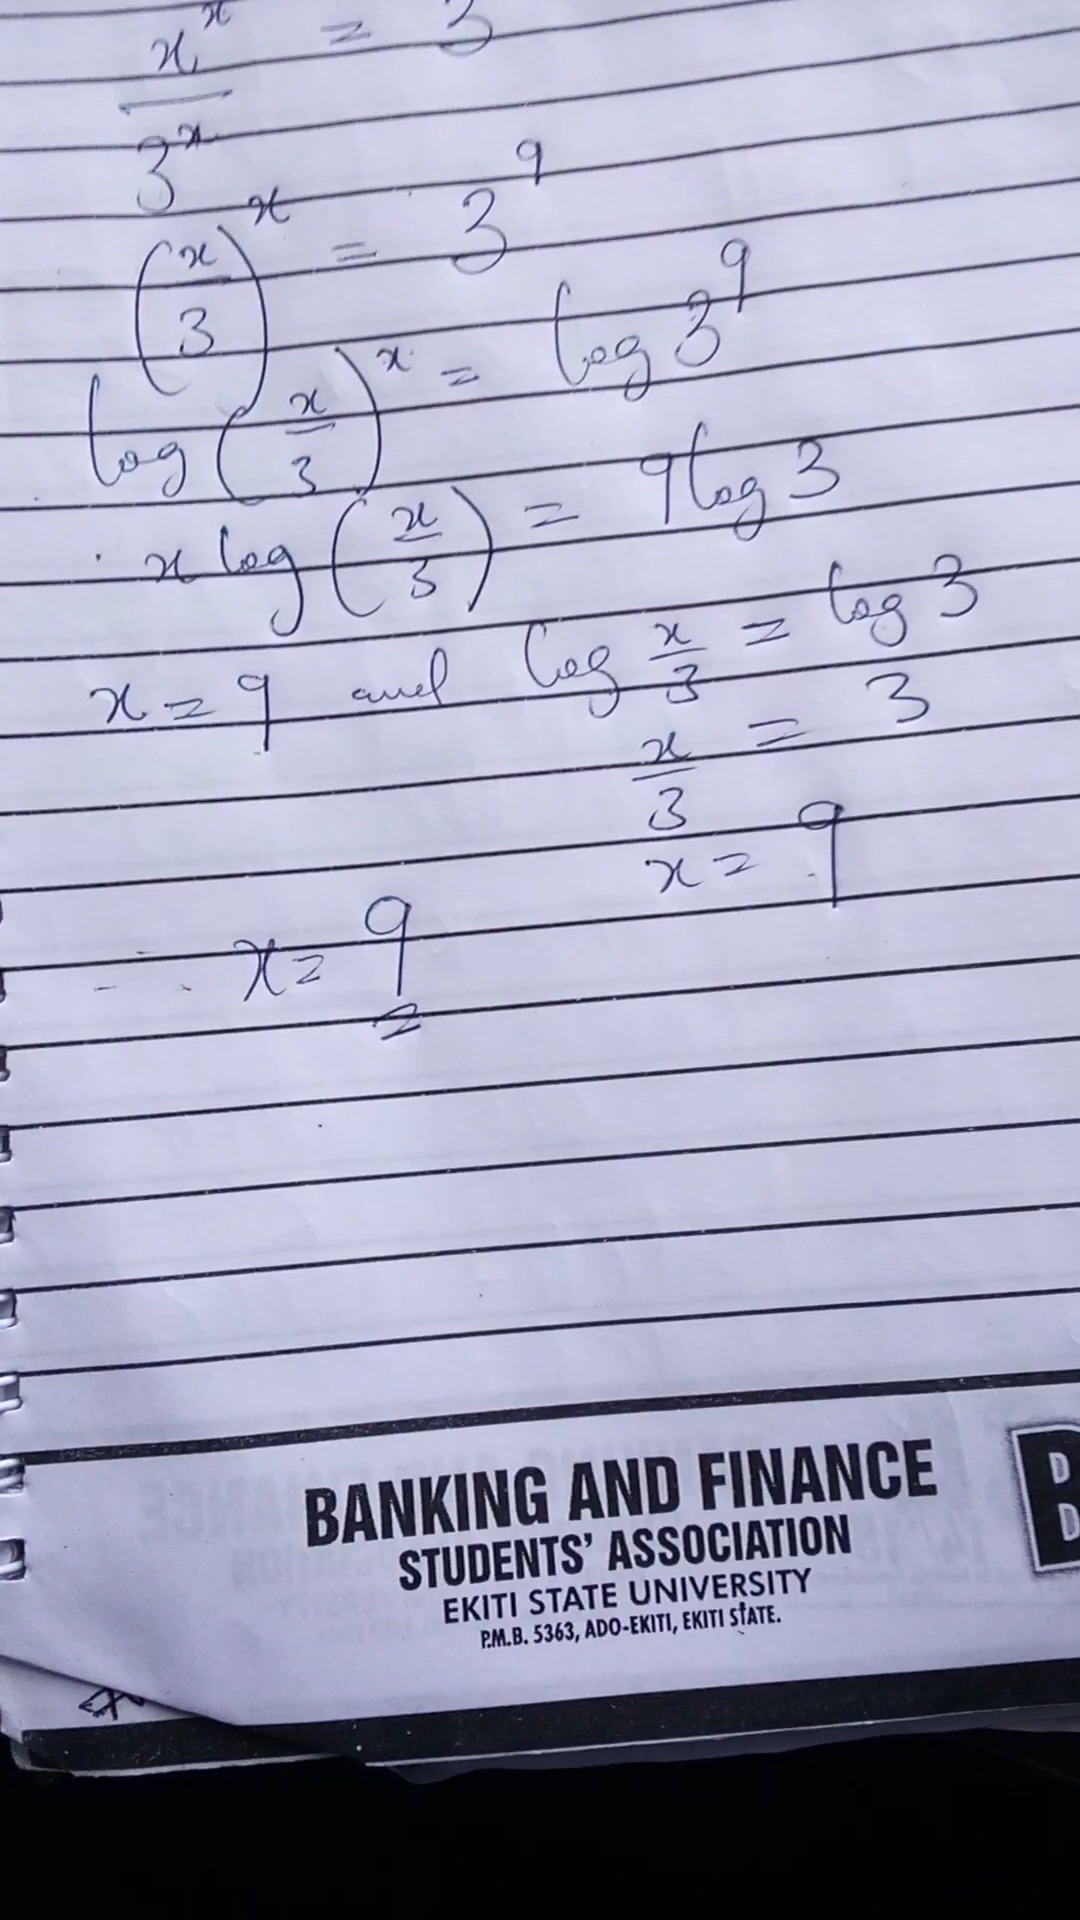 x^x = 3
3^x
(x/3)^x = 3^9
log (x/3)^x = log 3^9
x log (x/3) = 9 log 3
x = 9 and log x/3 = log 3
x/3 = 3
x = 9
∴ x = 9
BANKING AND FINANCE
STUDENTS' ASSOCIATION
EKITI STATE UNIVERSITY
P.M.B. 5363, ADO-EKITI, EKITI STATE.